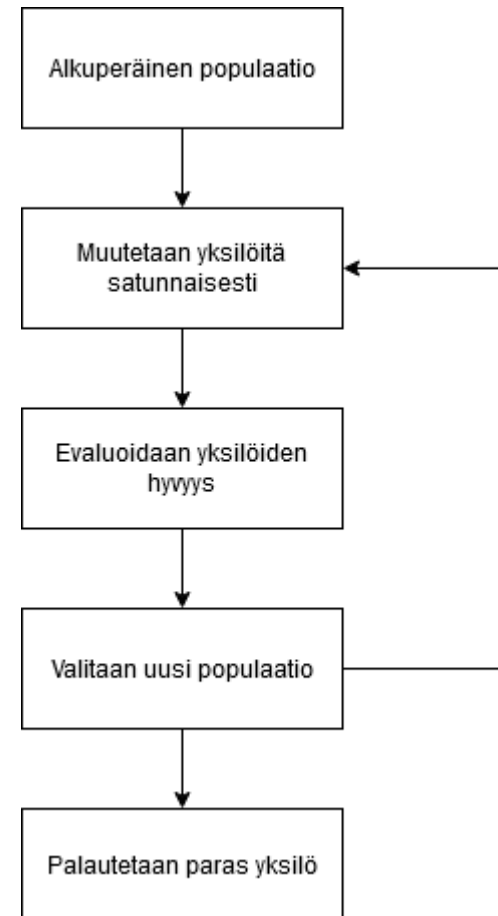 Alkuperäinen populaatio
Muutetaan yksilöitä
satunnaisesti
Evaluoidaan yksilöiden
hyvyys
Valitaan uusi populaatio
Palautetaan paras yksilö